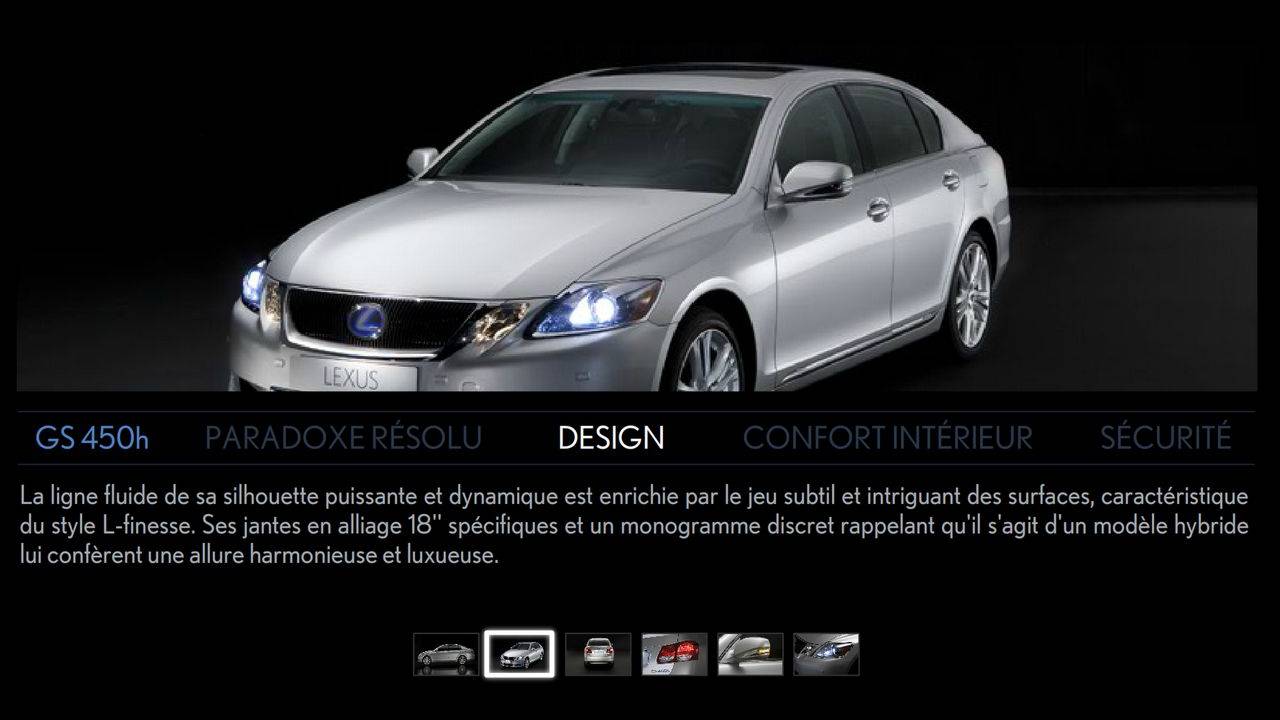 LEXUS
GS 450h
PARADOXE RÉSOLU
DESIGN
CONFORT INTÉRIEUR
SÉCURITÉ
La ligne fluide de sa silhouette puissante et dynamique est enrichie par le jeu subtil et intriguant des surfaces, caractéristique
du style L-finesse. Ses jantes en alliage 18'' spécifiques et un monogramme discret rappelant qu'il s'agit d'un modèle hybride
lui confèrent une allure harmonieuse et luxueuse.